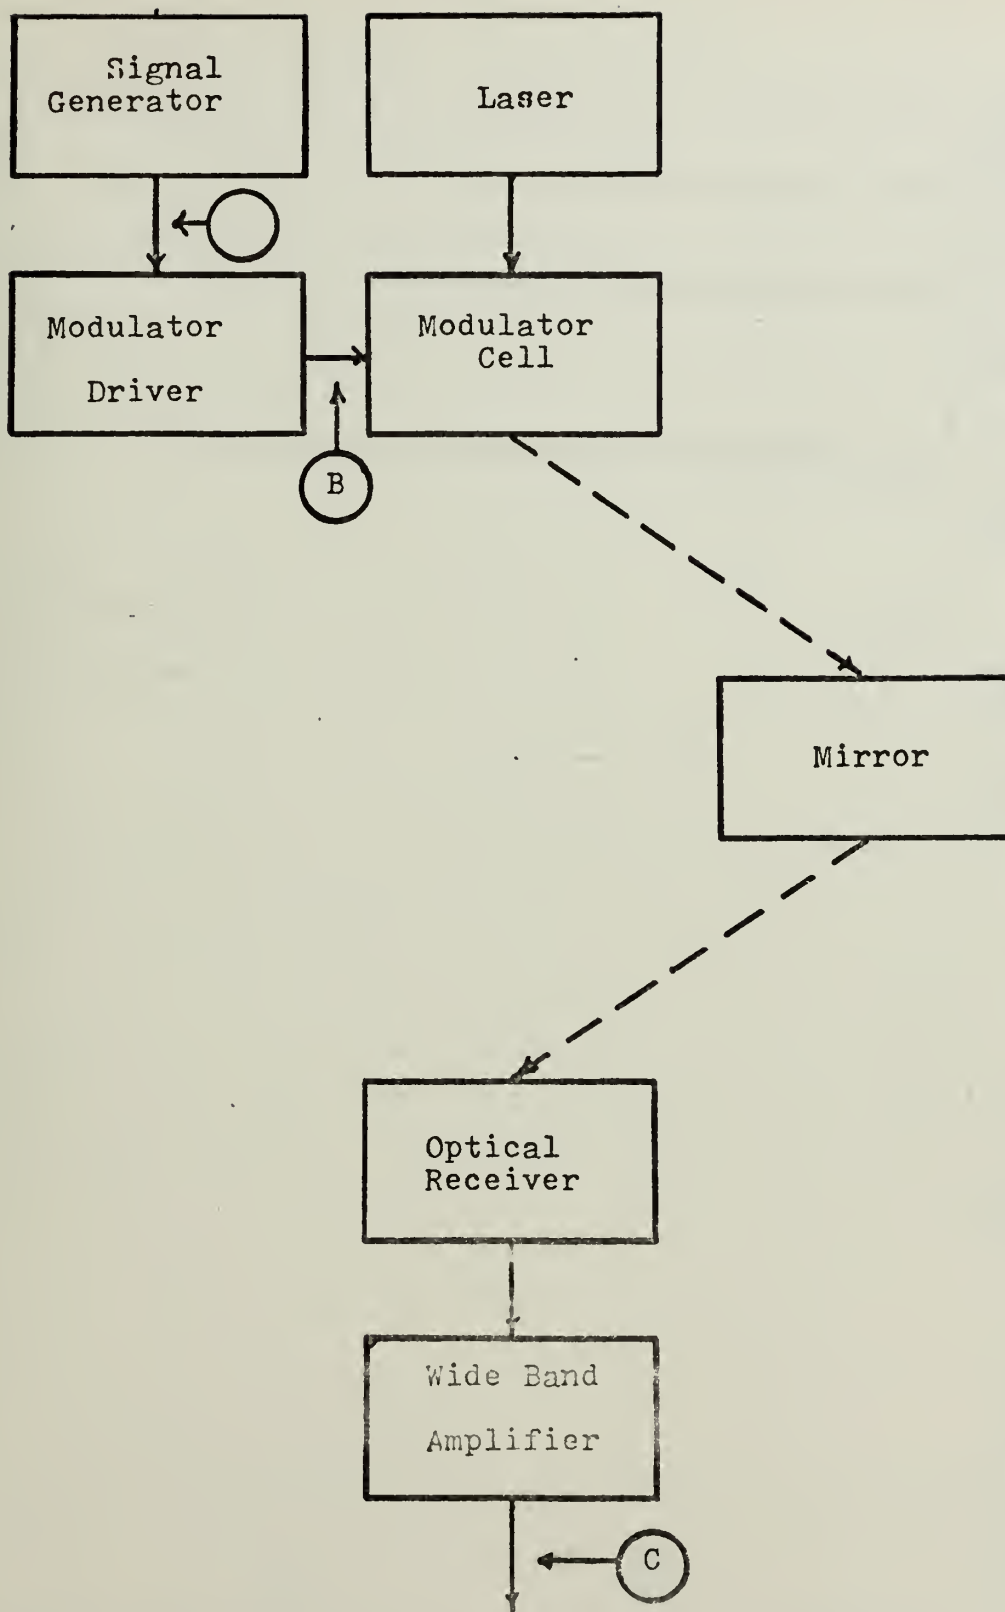 Signal
Generator
Laser
Modulator
Driver
Modulator
Cell
B
Mirror
Optical
Receiver
Wide Band
Amplifier
C